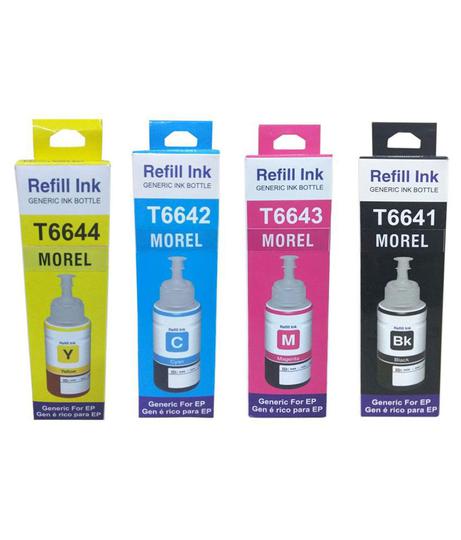 Refill Ink
GENERIC INK BOTTLE
T6644
MOREL
Y
Yellow
Generic For EP
Gen é rico para EP
Refill Ink
GENERIC INK BOTTLE
T6642
MOREL
Refill Ink
C
Cyan
Generic For EP
Gen é rico para EP
Refill Ink
GENERIC INK BOTTLE
T6643
MOREL
Refill Ink
M
Magenta
Generic For EP
Gen é rico para EP
Refill Ink
GENERIC INK BOTTLE
T6641
MOREL
Refill Ink
Bk
Black
Generic For EP
Gen é rico para EP